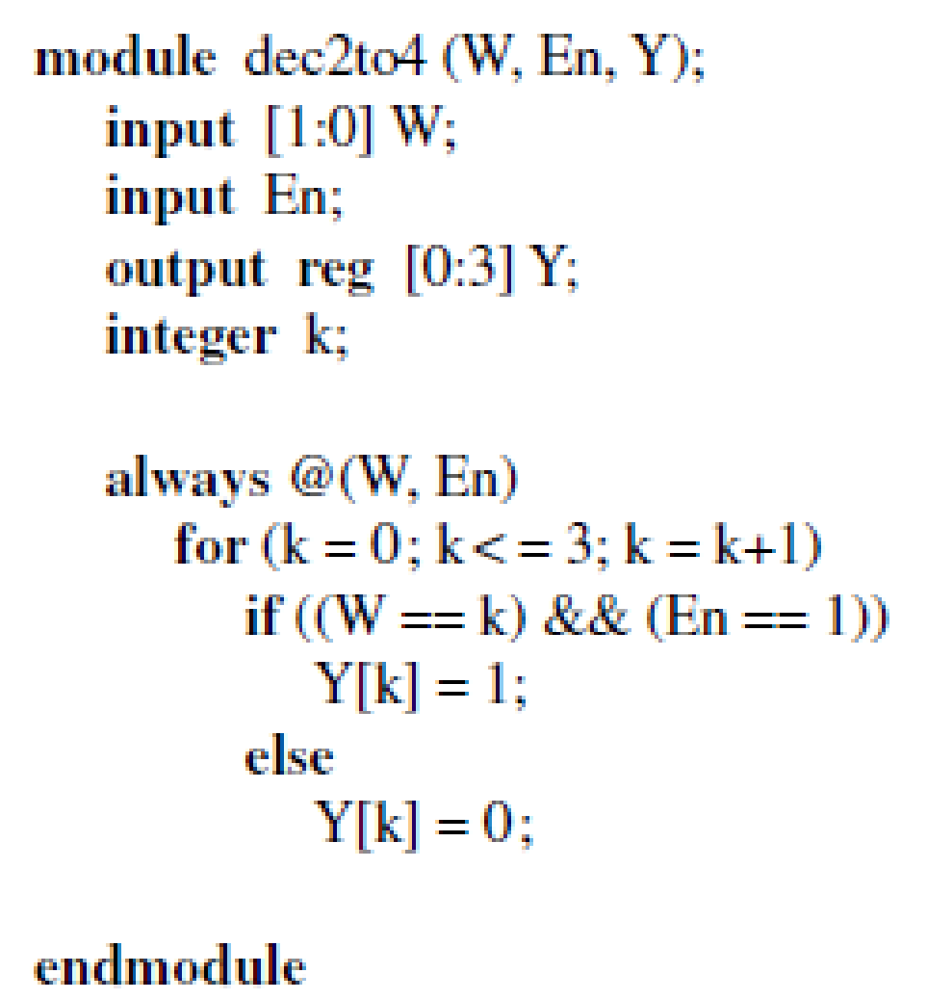 module dec2to4 (W, En, Y);
input [1:0] W;
input En;
output reg [0:3] Y;
integer k;
always @(W, En)
for (k = 0; k < = 3; k = k+1)
if ((W == k) && (En == 1))
Y[k] = 1;
else
Y[k] = 0;
endmodule